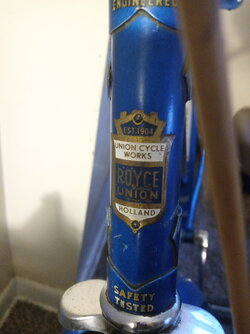 ENGINEERED
EST. 1904
UNION CYCLE
WORKS
ROYCE
UNION
HOLLAND
SAFETY
TESTED